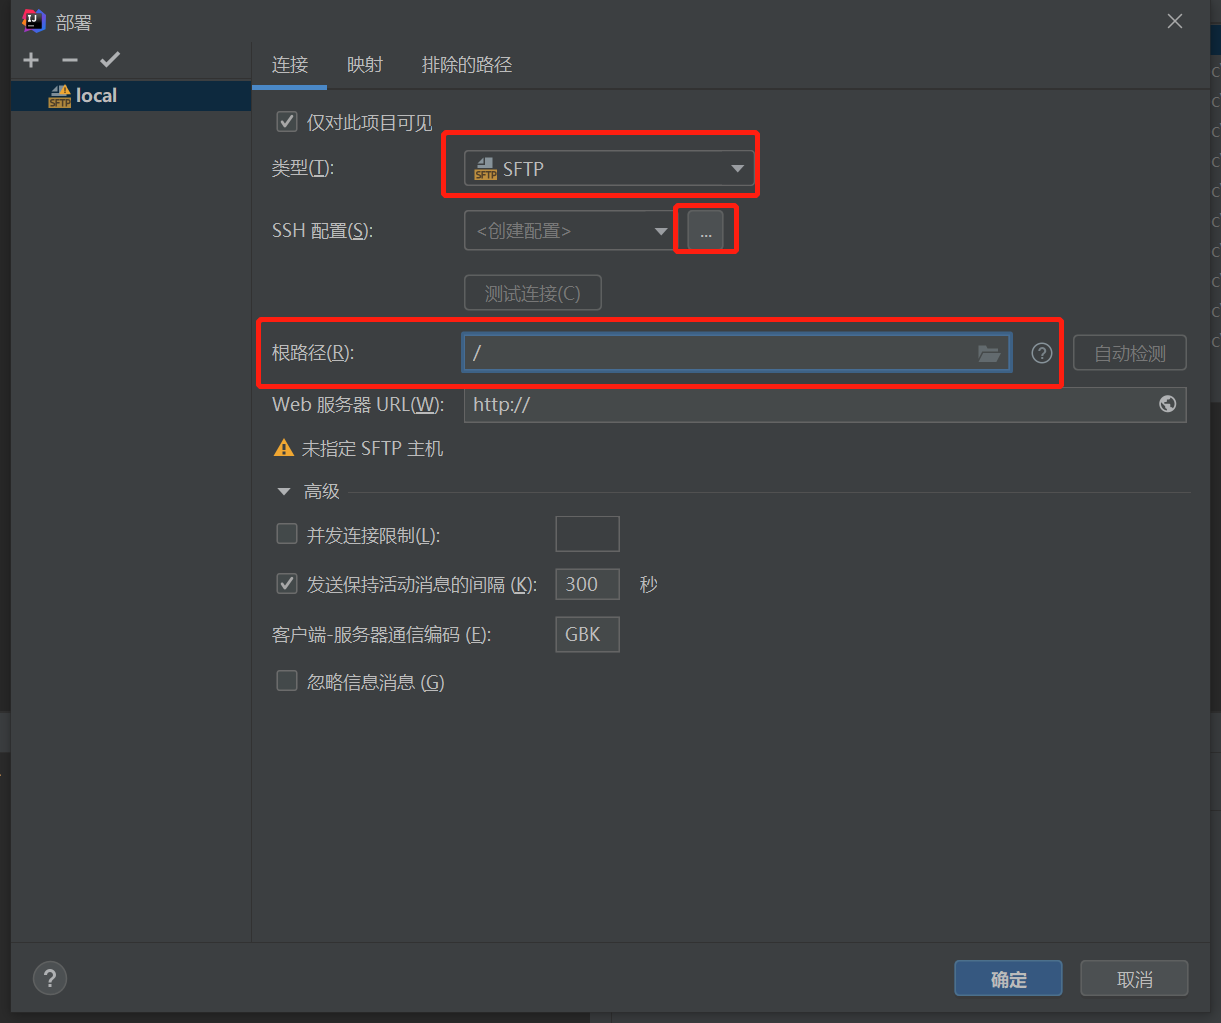 部署
local
连接 映射 排除的路径
仅对此项目可见
类型(T): SFTP
SSH 配置(S): <创建配置> ...
测试连接(C)
根路径(R): / 自动检测
Web 服务器 URL(W): http://
未指定 SFTP 主机
高级
并发连接限制(L):
发送保持活动消息的间隔 (K): 300 秒
客户端-服务器通信编码 (E): GBK
忽略信息消息 (G)
确定 取消